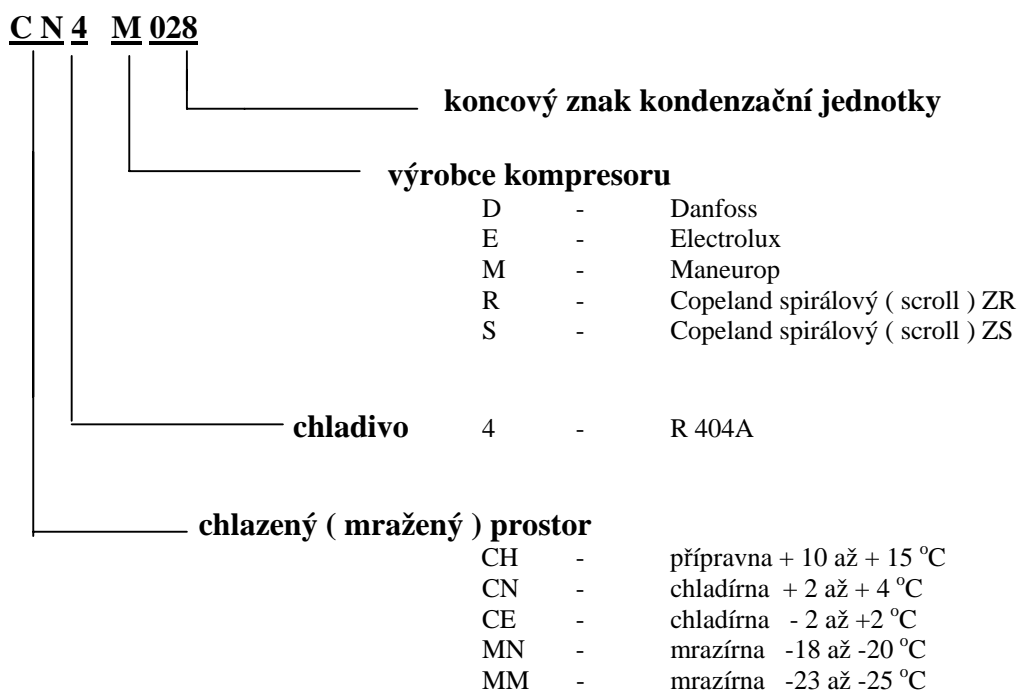 C N 4 M 028
koncový znak kondenzační jednotky
výrobce kompresoru
D - Danfoss
E - Electrolux
M - Maneurop
R - Copeland spirálový ( scroll ) ZR
S - Copeland spirálový ( scroll ) ZS
chladivo 4 - R 404A
chlazený ( mražený ) prostor
CH - přípravna + 10 až + 15 °C
CN - chladírna + 2 až + 4 °C
CE - chladírna - 2 až +2 °C
MN - mrazírna -18 až -20 °C
MM - mrazírna -23 až -25 °C